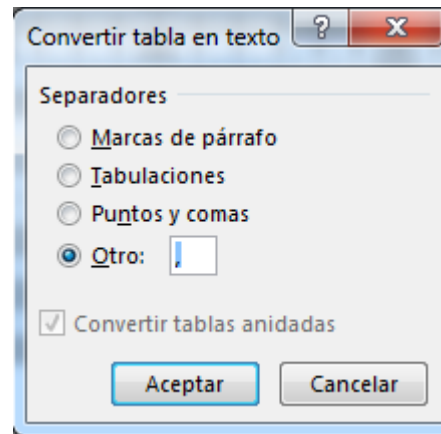 Convertir tabla en texto
Separadores
Marcas de párrafo
Tabulaciones
Puntos y comas
Otro: ,
Convertir tablas anidadas
Aceptar Cancelar